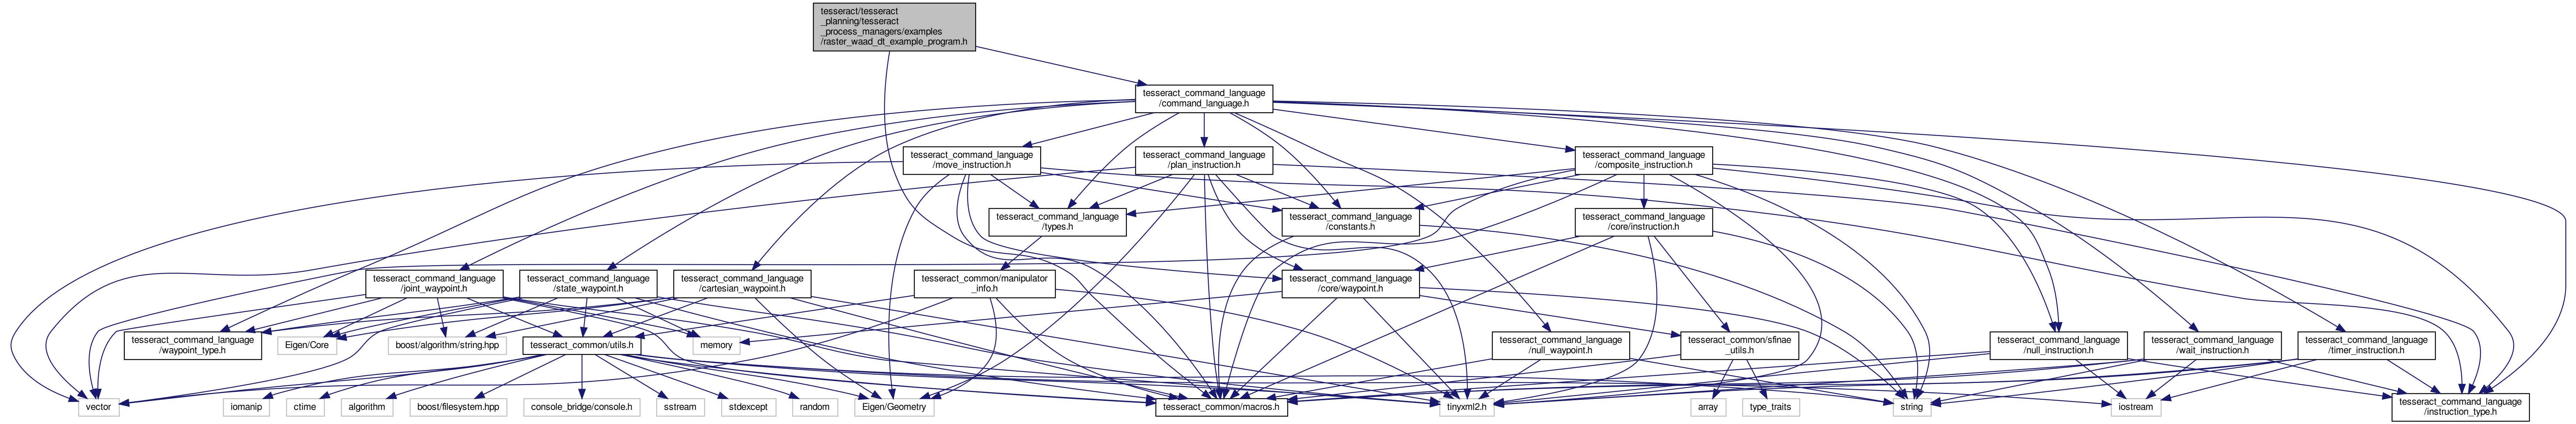 tesseract/tesseract
_planning/tesseract
_process_managers/examples
/raster_waad_dt_example_program.h
tesseract_command_language
/command_language.h
tesseract_command_language
/move_instruction.h
tesseract_command_language
/plan_instruction.h
tesseract_command_language
/composite_instruction.h
tesseract_command_language
/types.h
tesseract_command_language
/constants.h
tesseract_command_language
/core/instruction.h
tesseract_command_language
/joint_waypoint.h
tesseract_command_language
/state_waypoint.h
tesseract_command_language
/cartesian_waypoint.h
tesseract_common/manipulator
_info.h
tesseract_command_language
/core/waypoint.h
tesseract_command_language
/waypoint_type.h
Eigen/Core
boost/algorithm/string.hpp
tesseract_common/utils.h
memory
tesseract_command_language
/null_waypoint.h
tesseract_common/sfinae
_utils.h
tesseract_command_language
/null_instruction.h
tesseract_command_language
/wait_instruction.h
tesseract_command_language
/timer_instruction.h
vector
iomanip
ctime
algorithm
boost/filesystem.hpp
console_bridge/console.h
sstream
stdexcept
random
Eigen/Geometry
tesseract_common/macros.h
tinyxml2.h
array
type_traits
string
iostream
tesseract_command_language
/instruction_type.h